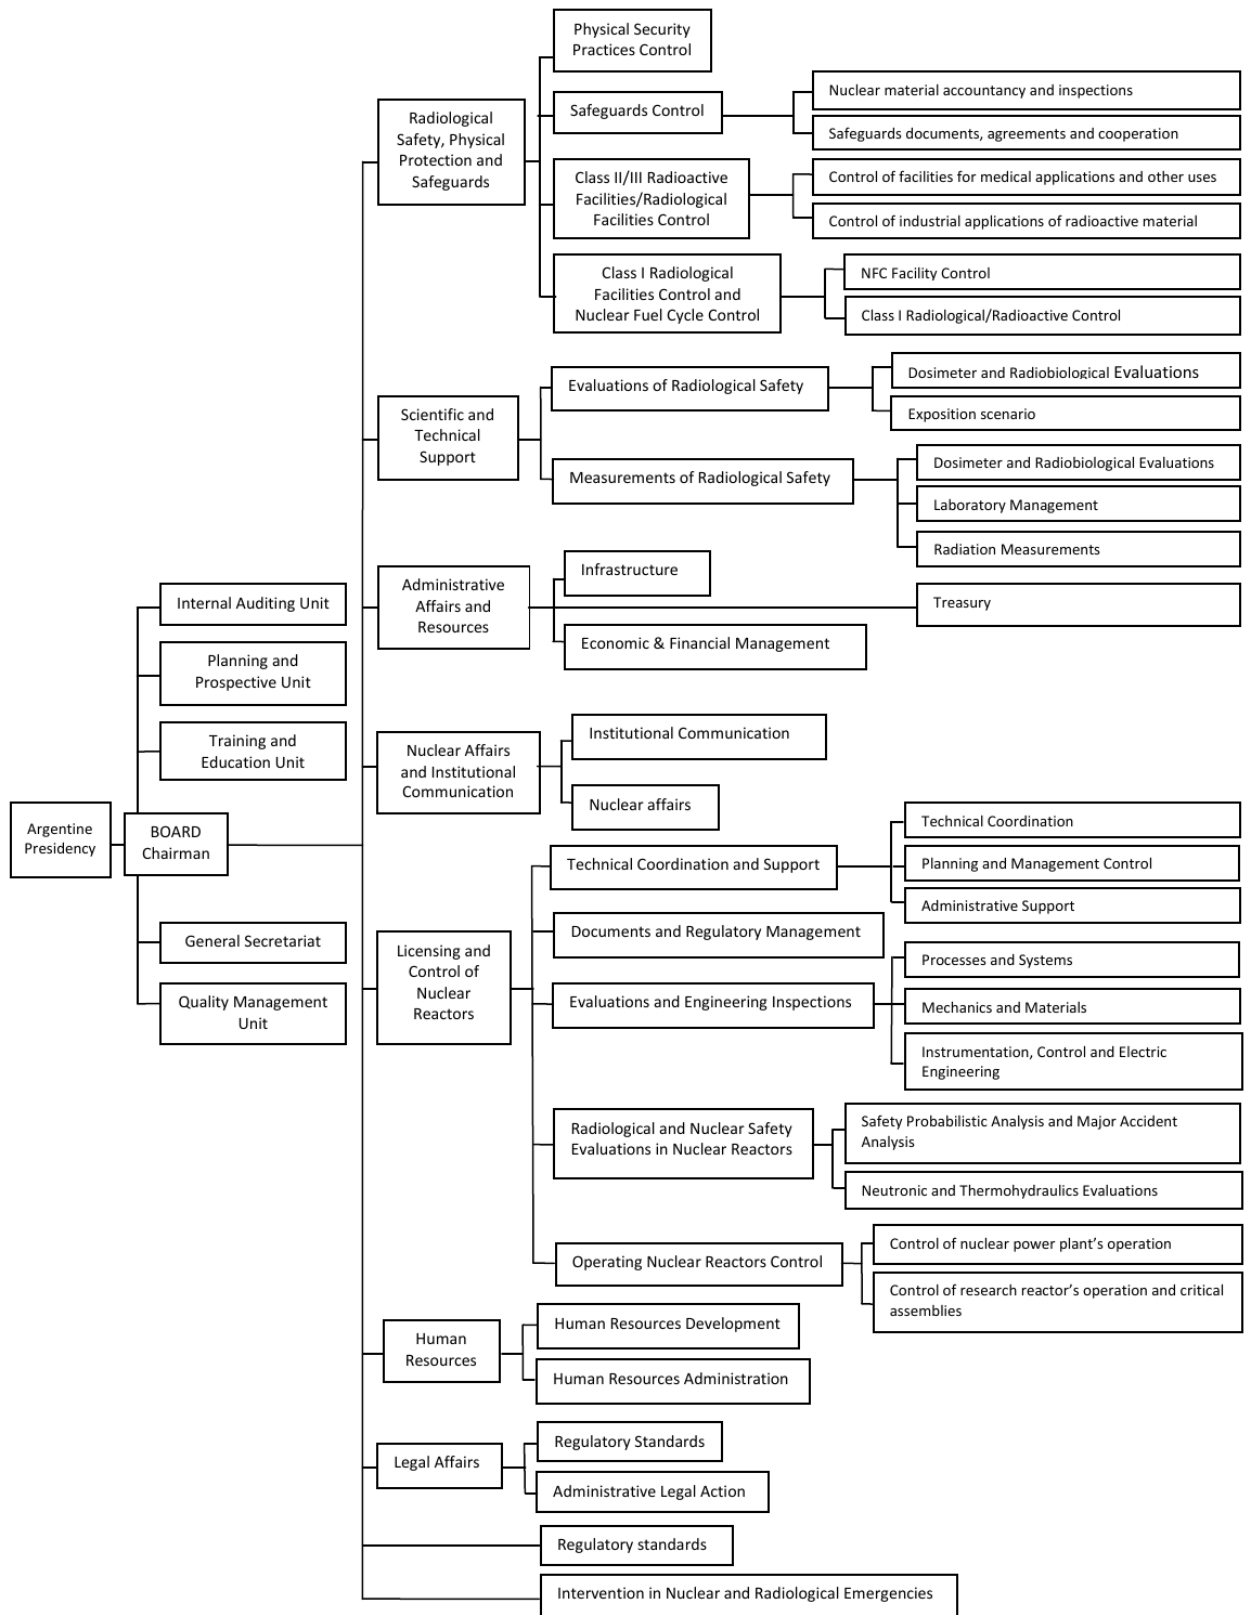 Argentine
Presidency
BOARD
Chairman
Internal Auditing Unit
Planning and
Prospective Unit
Training and
Education Unit
General Secretariat
Quality Management
Unit
Radiological
Safety, Physical
Protection and
Safeguards
Physical Security
Practices Control
Safeguards Control
Nuclear material accountancy and inspections
Safeguards documents, agreements and cooperation
Class II/III Radioactive
Facilities/Radiological
Facilities Control
Control of facilities for medical applications and other uses
Control of industrial applications of radioactive material
Class I Radiological
Facilities Control and
Nuclear Fuel Cycle Control
NFC Facility Control
Class I Radiological/Radioactive Control
Scientific and
Technical
Support
Evaluations of Radiological Safety
Dosimeter and Radiobiological Evaluations
Exposition scenario
Measurements of Radiological Safety
Dosimeter and Radiobiological Evaluations
Laboratory Management
Radiation Measurements
Administrative
Affairs and
Resources
Infrastructure
Treasury
Economic & Financial Management
Nuclear Affairs
and Institutional
Communication
Institutional Communication
Nuclear affairs
Licensing and
Control of
Nuclear
Reactors
Technical Coordination and Support
Technical Coordination
Planning and Management Control
Administrative Support
Documents and Regulatory Management
Evaluations and Engineering Inspections
Processes and Systems
Mechanics and Materials
Instrumentation, Control and Electric
Engineering
Radiological and Nuclear Safety
Evaluations in Nuclear Reactors
Safety Probabilistic Analysis and Major Accident
Analysis
Neutronic and Thermohydraulics Evaluations
Operating Nuclear Reactors Control
Control of nuclear power plant’s operation
Control of research reactor’s operation and critical
assemblies
Human
Resources
Human Resources Development
Human Resources Administration
Legal Affairs
Regulatory Standards
Administrative Legal Action
Regulatory standards
Intervention in Nuclear and Radiological Emergencies